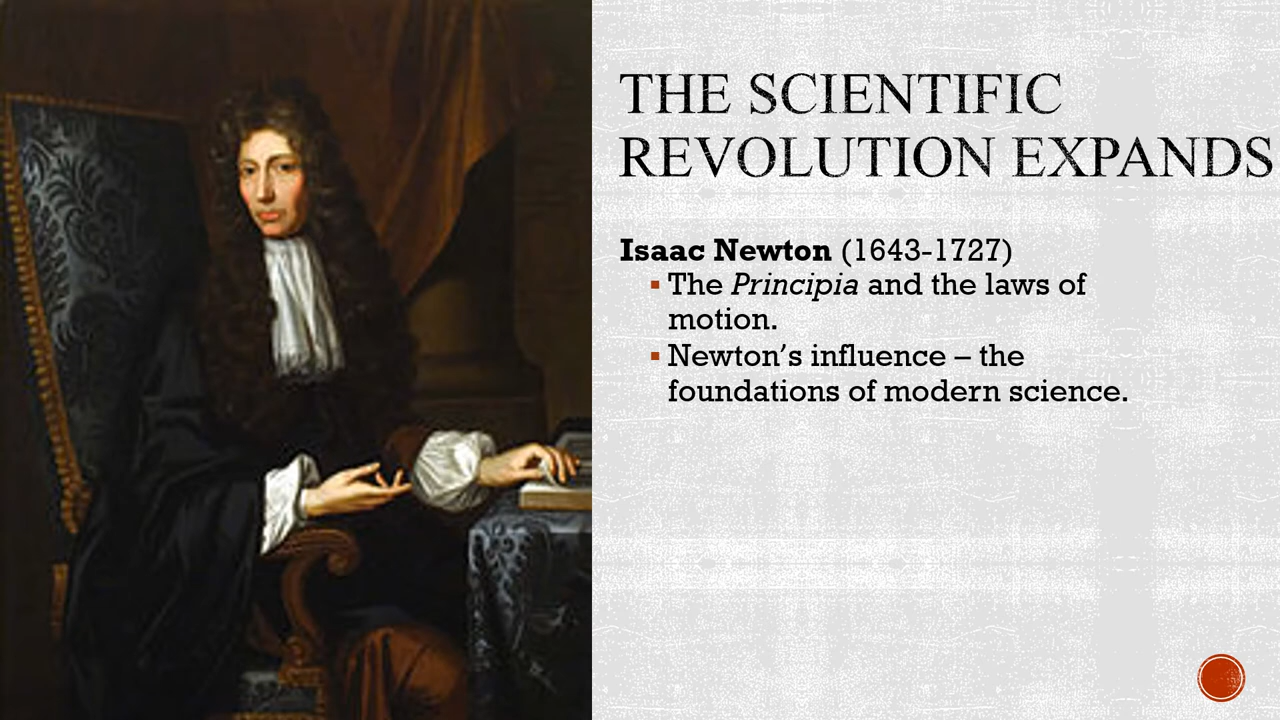 THE SCIENTIFIC
REVOLUTION EXPANDS
Isaac Newton (1643-1727)
▪ The Principia and the laws of
motion.
▪ Newton’s influence – the
foundations of modern science.